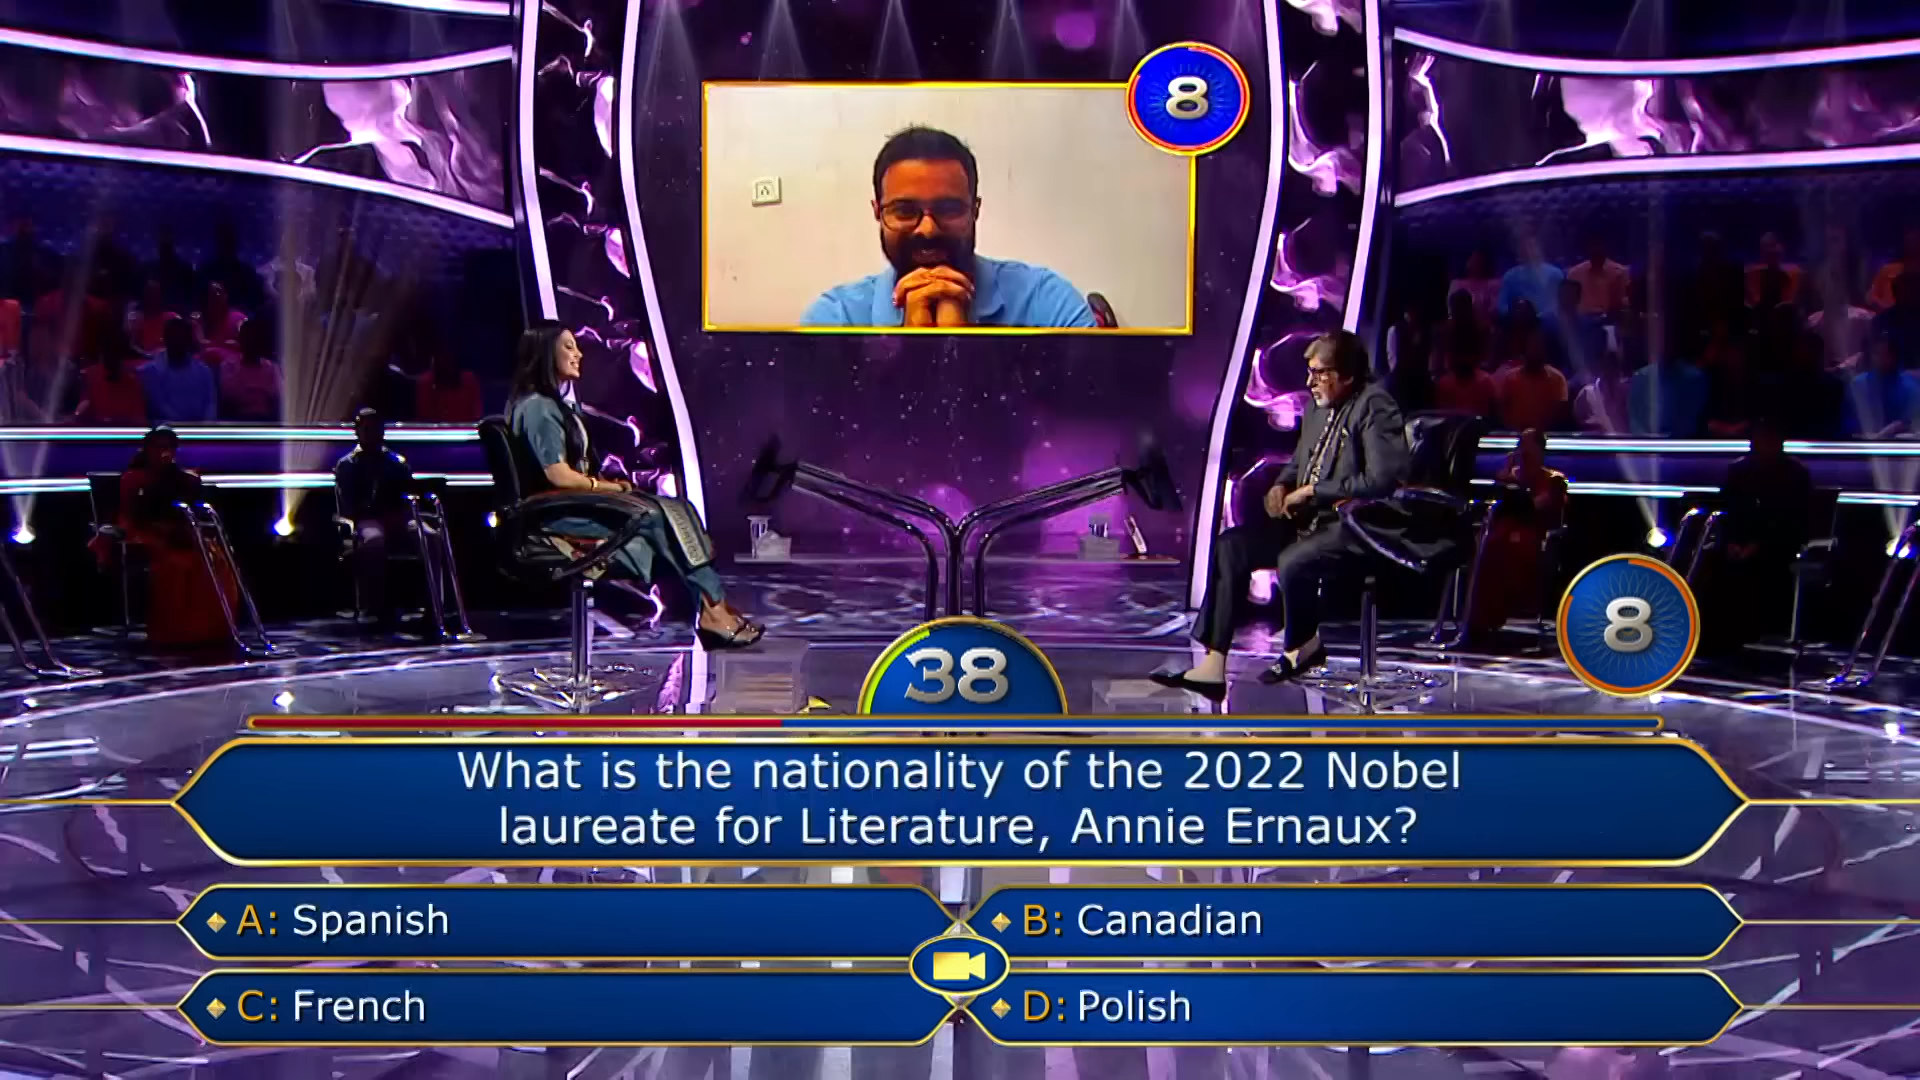 8
8
38
What is the nationality of the 2022 Nobel
laureate for Literature, Annie Ernaux?
A: Spanish
B: Canadian
C: French
D: Polish